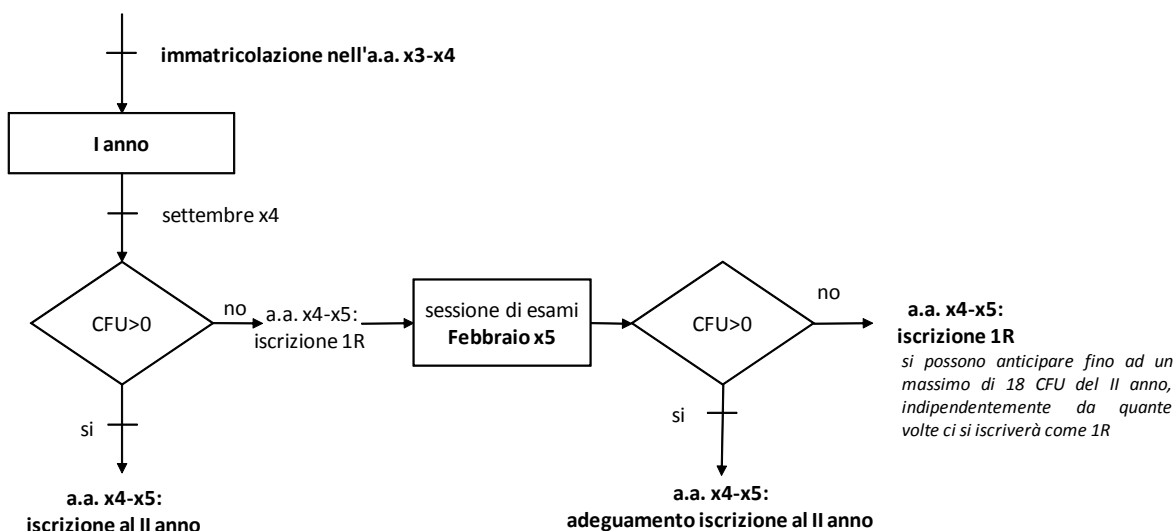 immatricolazione nell'a.a. x3-x4
I anno
settembre x4
CFU>0
no
a.a. x4-x5:
iscrizione 1R
sessione di esami
Febbraio x5
CFU>0
no
a.a. x4-x5:
iscrizione 1R
si possono anticipare fino ad un
massimo di 18 CFU del II anno,
indipendentemente da quante
volte ci si iscriverà come 1R
si
si
a.a. x4-x5:
iscrizione al II anno
a.a. x4-x5:
adeguamento iscrizione al II anno